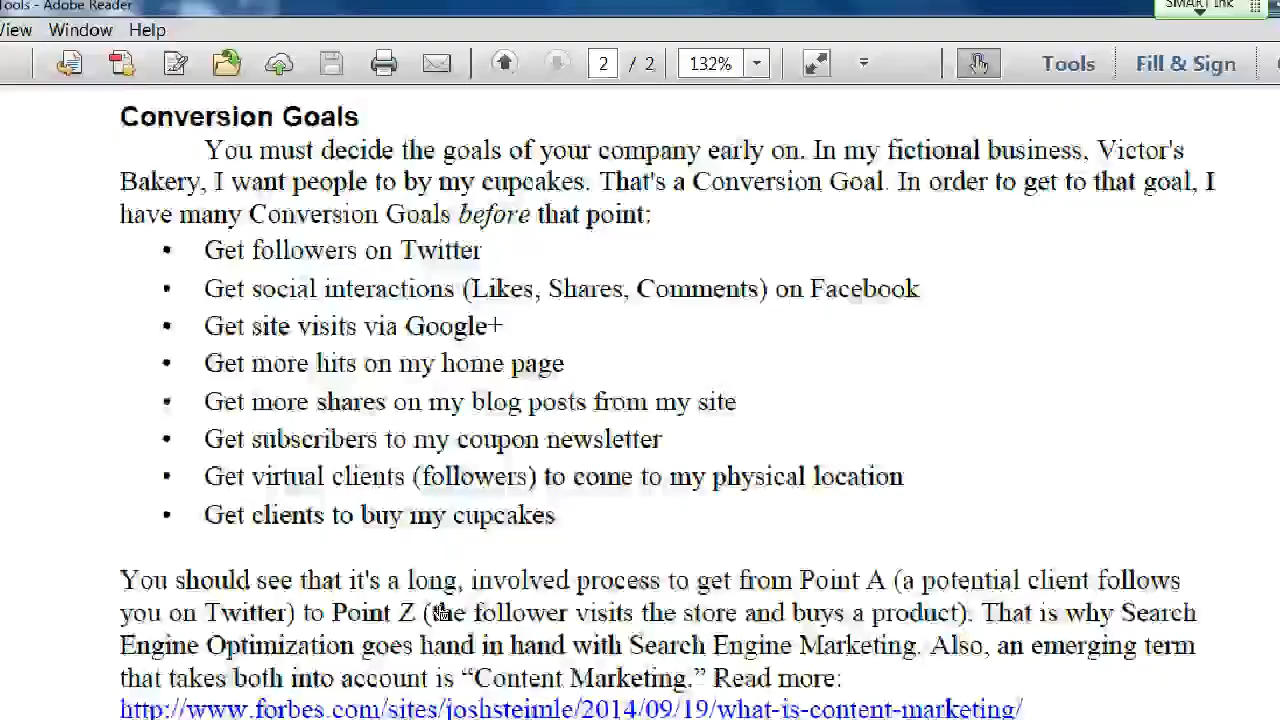 Tools - Adobe Reader
SMART Ink
View Window Help
2 / 2 132% Tools Fill & Sign
Conversion Goals
You must decide the goals of your company early on. In my fictional business, Victor's
Bakery, I want people to by my cupcakes. That's a Conversion Goal. In order to get to that goal, I
have many Conversion Goals before that point:
• Get followers on Twitter
• Get social interactions (Likes, Shares, Comments) on Facebook
• Get site visits via Google+
• Get more hits on my home page
• Get more shares on my blog posts from my site
• Get subscribers to my coupon newsletter
• Get virtual clients (followers) to come to my physical location
• Get clients to buy my cupcakes
You should see that it's a long, involved process to get from Point A (a potential client follows
you on Twitter) to Point Z (the follower visits the store and buys a product). That is why Search
Engine Optimization goes hand in hand with Search Engine Marketing. Also, an emerging term
that takes both into account is “Content Marketing.” Read more:
http://www.forbes.com/sites/joshsteimle/2014/09/19/what-is-content-marketing/